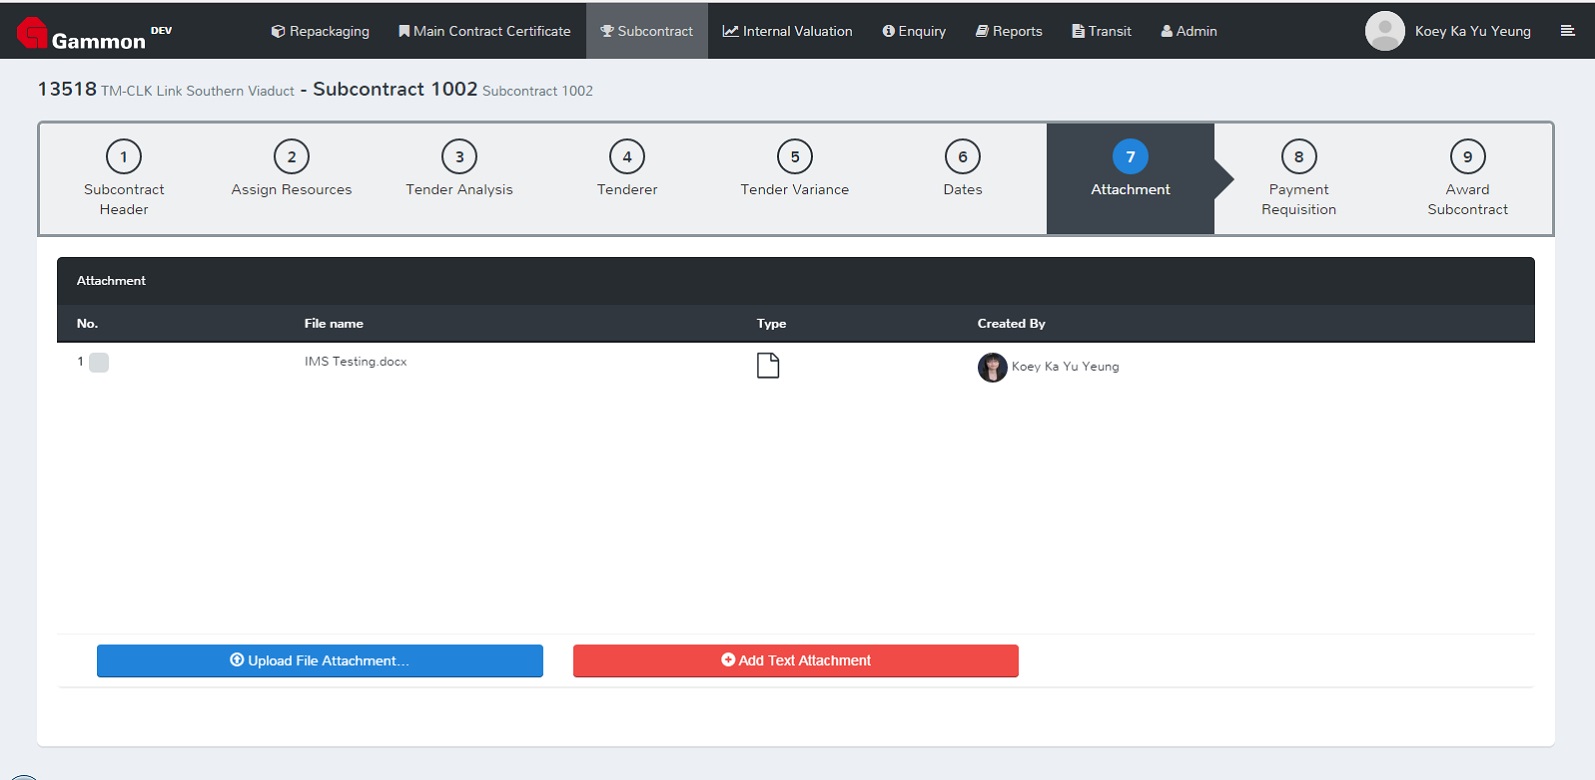 Gammon DEV Repackaging Main Contract Certificate Subcontract Internal Valuation Enquiry Reports Transit Admin Koey Ka Yu Yeung
13518 TM-CLK Link Southern Viaduct - Subcontract 1002 Subcontract 1002
1 2 3 4 5 6 7 8 9
Subcontract Assign Resources Tender Analysis Tenderer Tender Variance Dates Attachment Payment Award
Header Requisition Subcontract
Attachment
No. File name Type Created By
1 IMS Testing.docx Koey Ka Yu Yeung
Upload File Attachment... Add Text Attachment